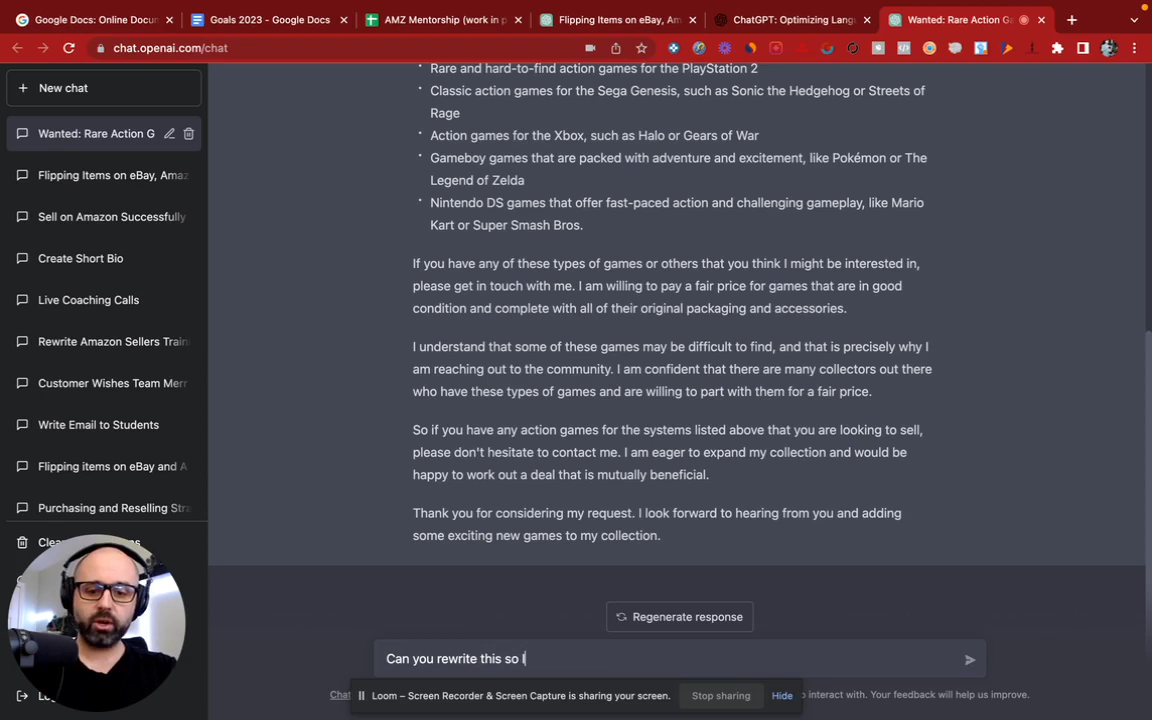 Google Docs: Online Docun
Goals 2023 - Google Docs
AMZ Mentorship (work in p
Flipping Items on eBay, Am
ChatGPT: Optimizing Lang
Wanted: Rare Action G
chat.openai.com/chat
New chat
Wanted: Rare Action G
Flipping Items on eBay, Amaz
Sell on Amazon Successfully
Create Short Bio
Live Coaching Calls
Rewrite Amazon Sellers Train
Customer Wishes Team Merr
Write Email to Students
Flipping items on eBay and A
Purchasing and Reselling Stra
Rare and hard-to-find action games for the PlayStation 2
Classic action games for the Sega Genesis, such as Sonic the Hedgehog or Streets of
Rage
Action games for the Xbox, such as Halo or Gears of War
Gameboy games that are packed with adventure and excitement, like Pokémon or The
Legend of Zelda
Nintendo DS games that offer fast-paced action and challenging gameplay, like Mario
Kart or Super Smash Bros.
If you have any of these types of games or others that you think I might be interested in,
please get in touch with me. I am willing to pay a fair price for games that are in good
condition and complete with all of their original packaging and accessories.
I understand that some of these games may be difficult to find, and that is precisely why I
am reaching out to the community. I am confident that there are many collectors out there
who have these types of games and are willing to part with them for a fair price.
So if you have any action games for the systems listed above that you are looking to sell,
please don't hesitate to contact me. I am eager to expand my collection and would be
happy to work out a deal that is mutually beneficial.
Thank you for considering my request. I look forward to hearing from you and adding
some exciting new games to my collection.
Regenerate response
Can you rewrite this so I
Loom – Screen Recorder & Screen Capture is sharing your screen.
Stop sharing
Hide
to interact with. Your feedback will help us improve.